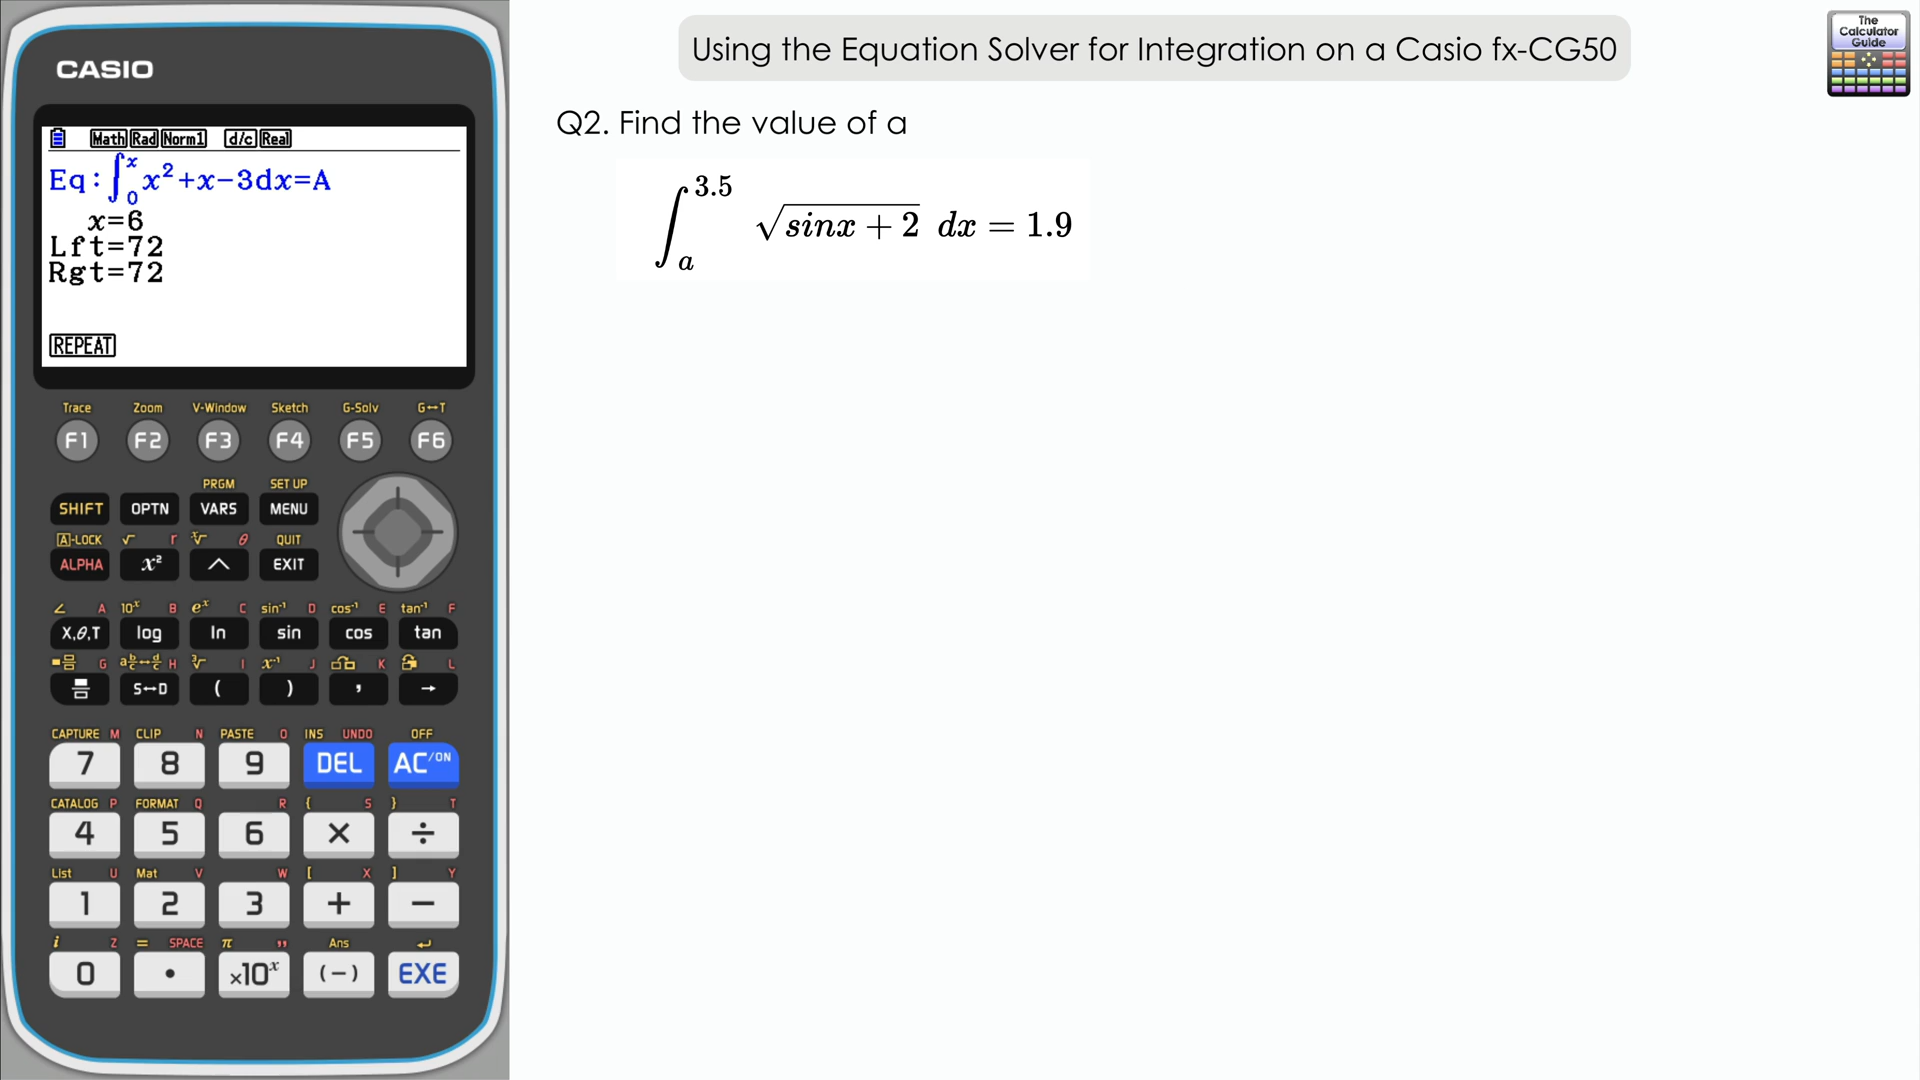 CASIO
Math Rad Norm1 d/c Real
Eq:∫₀ˣ x²+x−3dx=A
x=6
Lft=72
Rgt=72
REPEAT
Trace Zoom V-Window Sketch G-Solv G↔T
F1 F2 F3 F4 F5 F6
PRGM SET UP
SHIFT OPTN VARS MENU
A-LOCK √ r ˣ√ θ QUIT
ALPHA x² ^ EXIT
∠ A 10ˣ B eˣ C sin⁻¹ D cos⁻¹ E tan⁻¹ F
X,θ,T log ln sin cos tan
G a b/c↔d/c H ³√ I x⁻¹ J K L
S↔D ( ) , →
CAPTURE M CLIP N PASTE O INS UNDO OFF
7 8 9 DEL AC/ON
CATALOG P FORMAT Q R { S } T
4 5 6 × ÷
List U Mat V W [ X ] Y
1 2 3 + −
i Z = SPACE π " Ans ↵
0 • ×10ˣ (−) EXE
Using the Equation Solver for Integration on a Casio fx-CG50
The
Calculator
Guide
Q2. Find the value of a
∫ₐ^3.5 √(sinx + 2) dx = 1.9